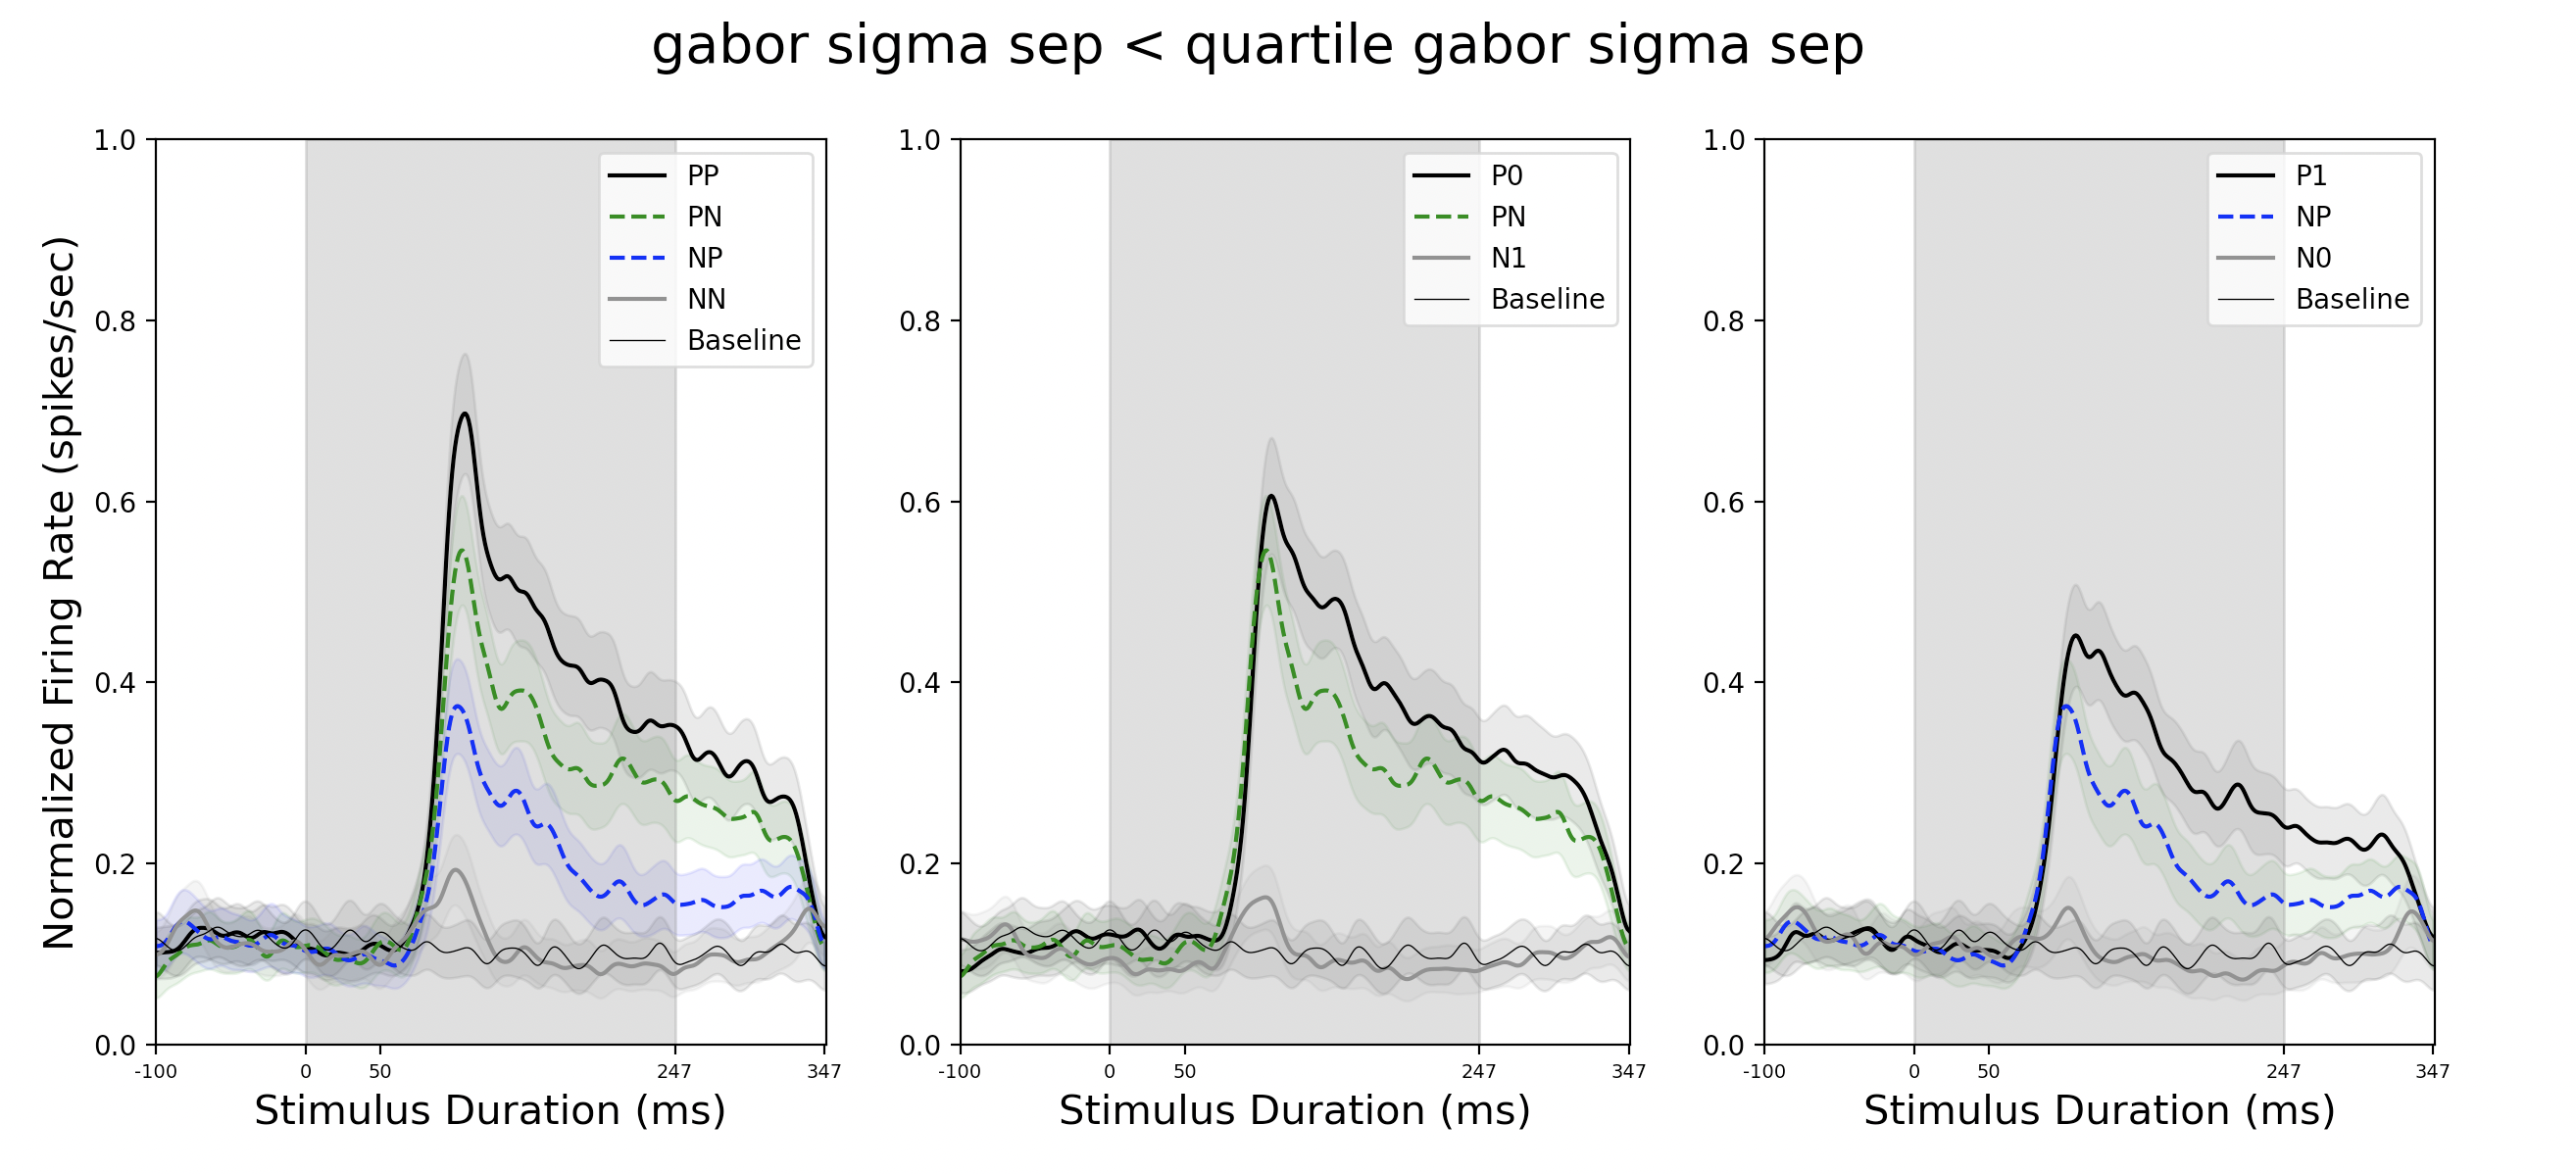 gabor sigma sep < quartile gabor sigma sep
Normalized Firing Rate (spikes/sec)
1.0
0.8
0.6
0.4
0.2
0.0
PP
PN
NP
NN
Baseline
-100 0 50 247 347
Stimulus Duration (ms)
1.0
0.8
0.6
0.4
0.2
0.0
P0
PN
N1
Baseline
-100 0 50 247 347
Stimulus Duration (ms)
1.0
0.8
0.6
0.4
0.2
0.0
P1
NP
N0
Baseline
-100 0 50 247 347
Stimulus Duration (ms)